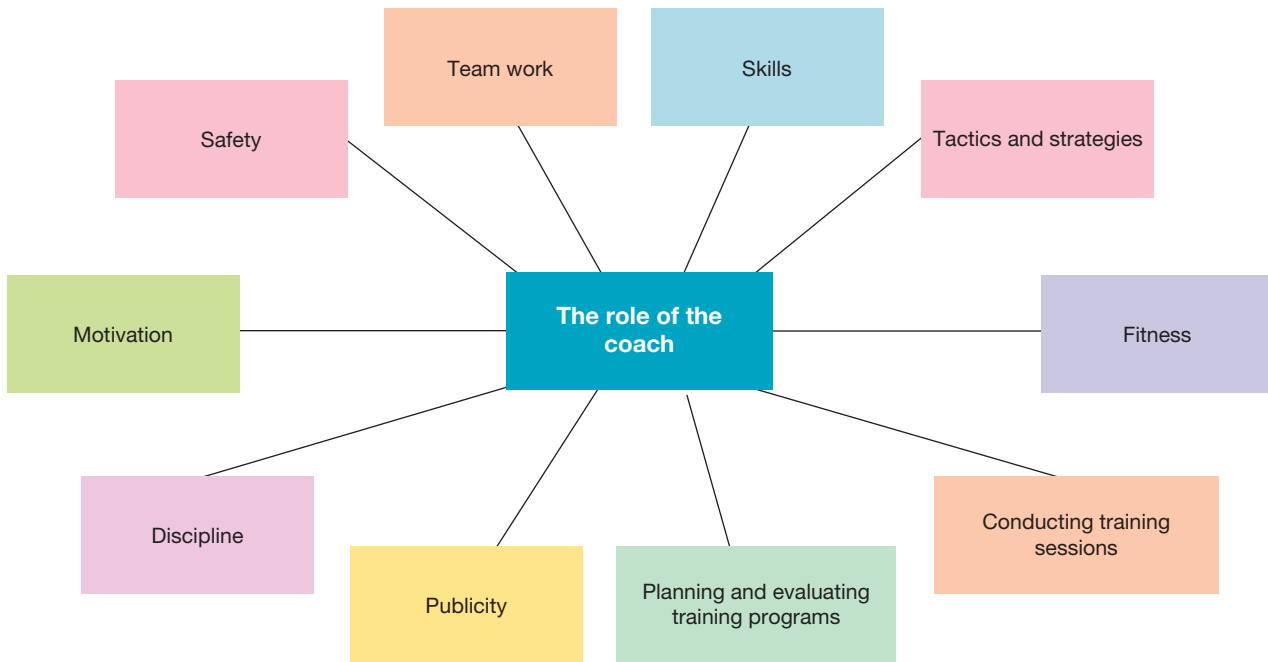 Team work
Skills
Safety
Tactics and strategies
The role of the
coach
Motivation
Fitness
Discipline
Conducting training
sessions
Publicity
Planning and evaluating
training programs